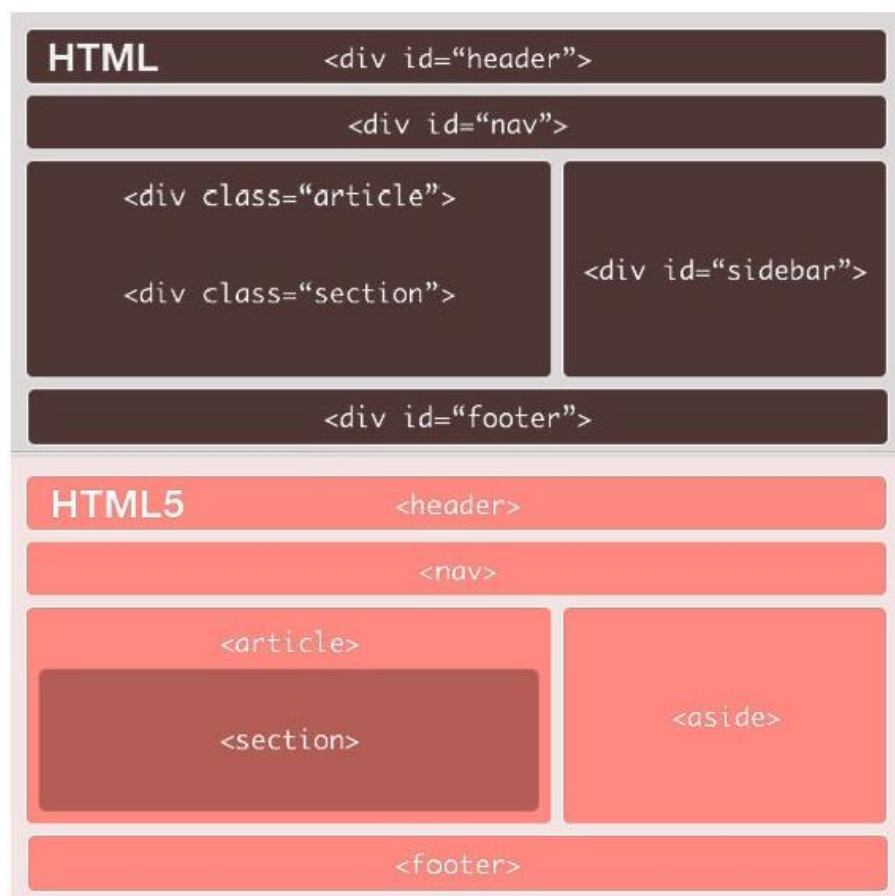 HTML <div id=“header”>
<div id=“nav”>
<div class=“article”>
<div class=“section”>
<div id=“sidebar”>
<div id=“footer”>
HTML5 <header>
<nav>
<article>
<section>
<aside>
<footer>